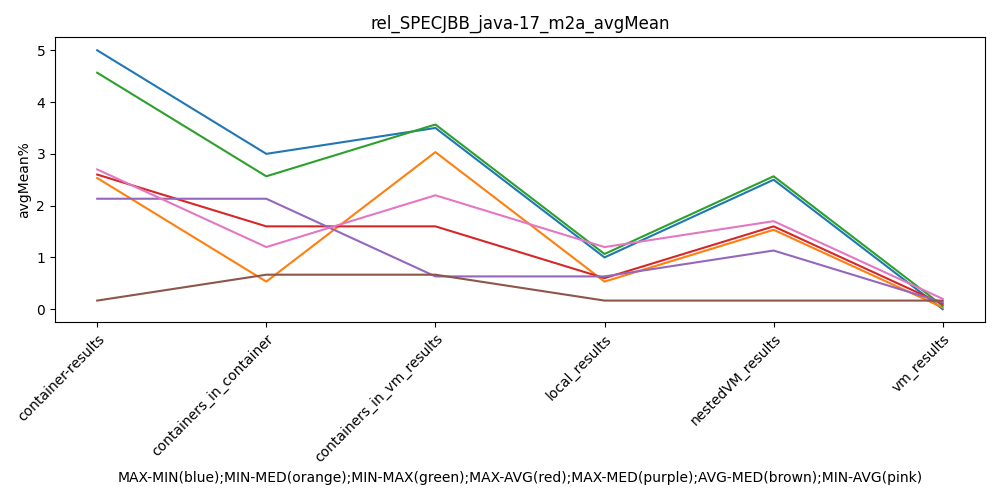 rel_SPECJBB_java-17_m2a_avgMean
avgMean%
5
4
3
2
1
0
container-results
containers_in_container
containers_in_vm_results
local_results
nestedVM_results
vm_results
MAX-MIN(blue);MIN-MED(orange);MIN-MAX(green);MAX-AVG(red);MAX-MED(purple);AVG-MED(brown);MIN-AVG(pink)